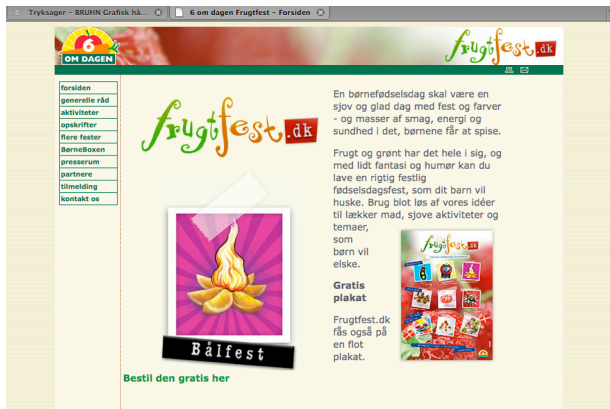 Tryksager – BRUHN Grafisk hå...
6 om dagen Frugtfest – Forsiden
6
OM DAGEN
frugtfest.dk
forsiden
generelle råd
aktiviteter
opskrifter
flere fester
BørneBoxen
presserum
partnere
tilmelding
kontakt os
frugtfest.dk
Bålfest
Bestil den gratis her
En børnefødselsdag skal være en
sjov og glad dag med fest og farver
- og masser af smag, energi og
sundhed i det, børnene får at spise.
Frugt og grønt har det hele i sig, og
med lidt fantasi og humør kan du
lave en rigtig festlig
fødselsdagsfest, som dit barn vil
huske. Brug blot løs af vores idéer
til lækker mad, sjove aktiviteter og
temaer,
som
børn vil
elske.
Gratis
plakat
Frugtfest.dk
fås også på
en flot
plakat.
frugtfest.dk